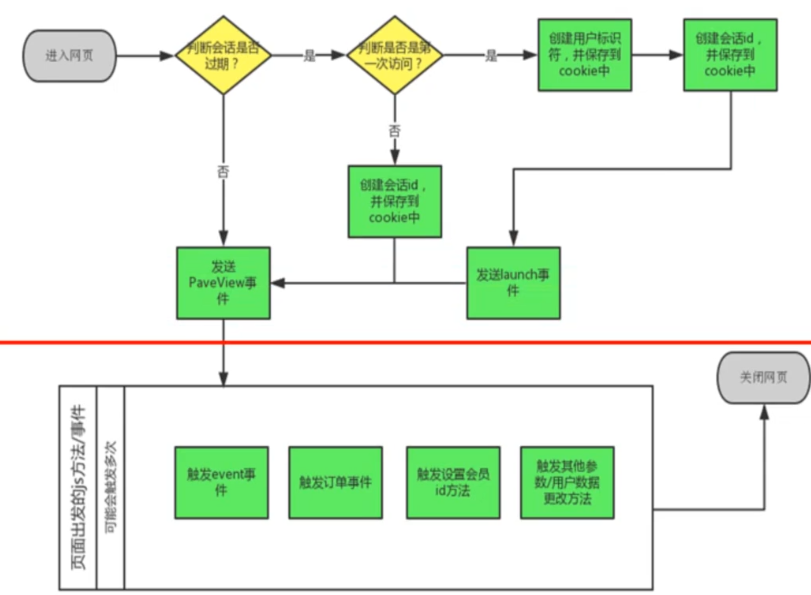 进入网页
判断会话是否
过期？
是
判断是否是第
一次访问？
是
创建用户标识
符，并保存到
cookie中
创建会话id，
并保存到
cookie中
否
否
创建会话id，
并保存到
cookie中
发送
PaveView事
件
发送launch事
件
关闭网页
页面出发的js方法/事件
可能会触发多次
触发event事
件
触发订单事件
触发设置会员
id方法
触发其他参
数/用户数据
更改方法